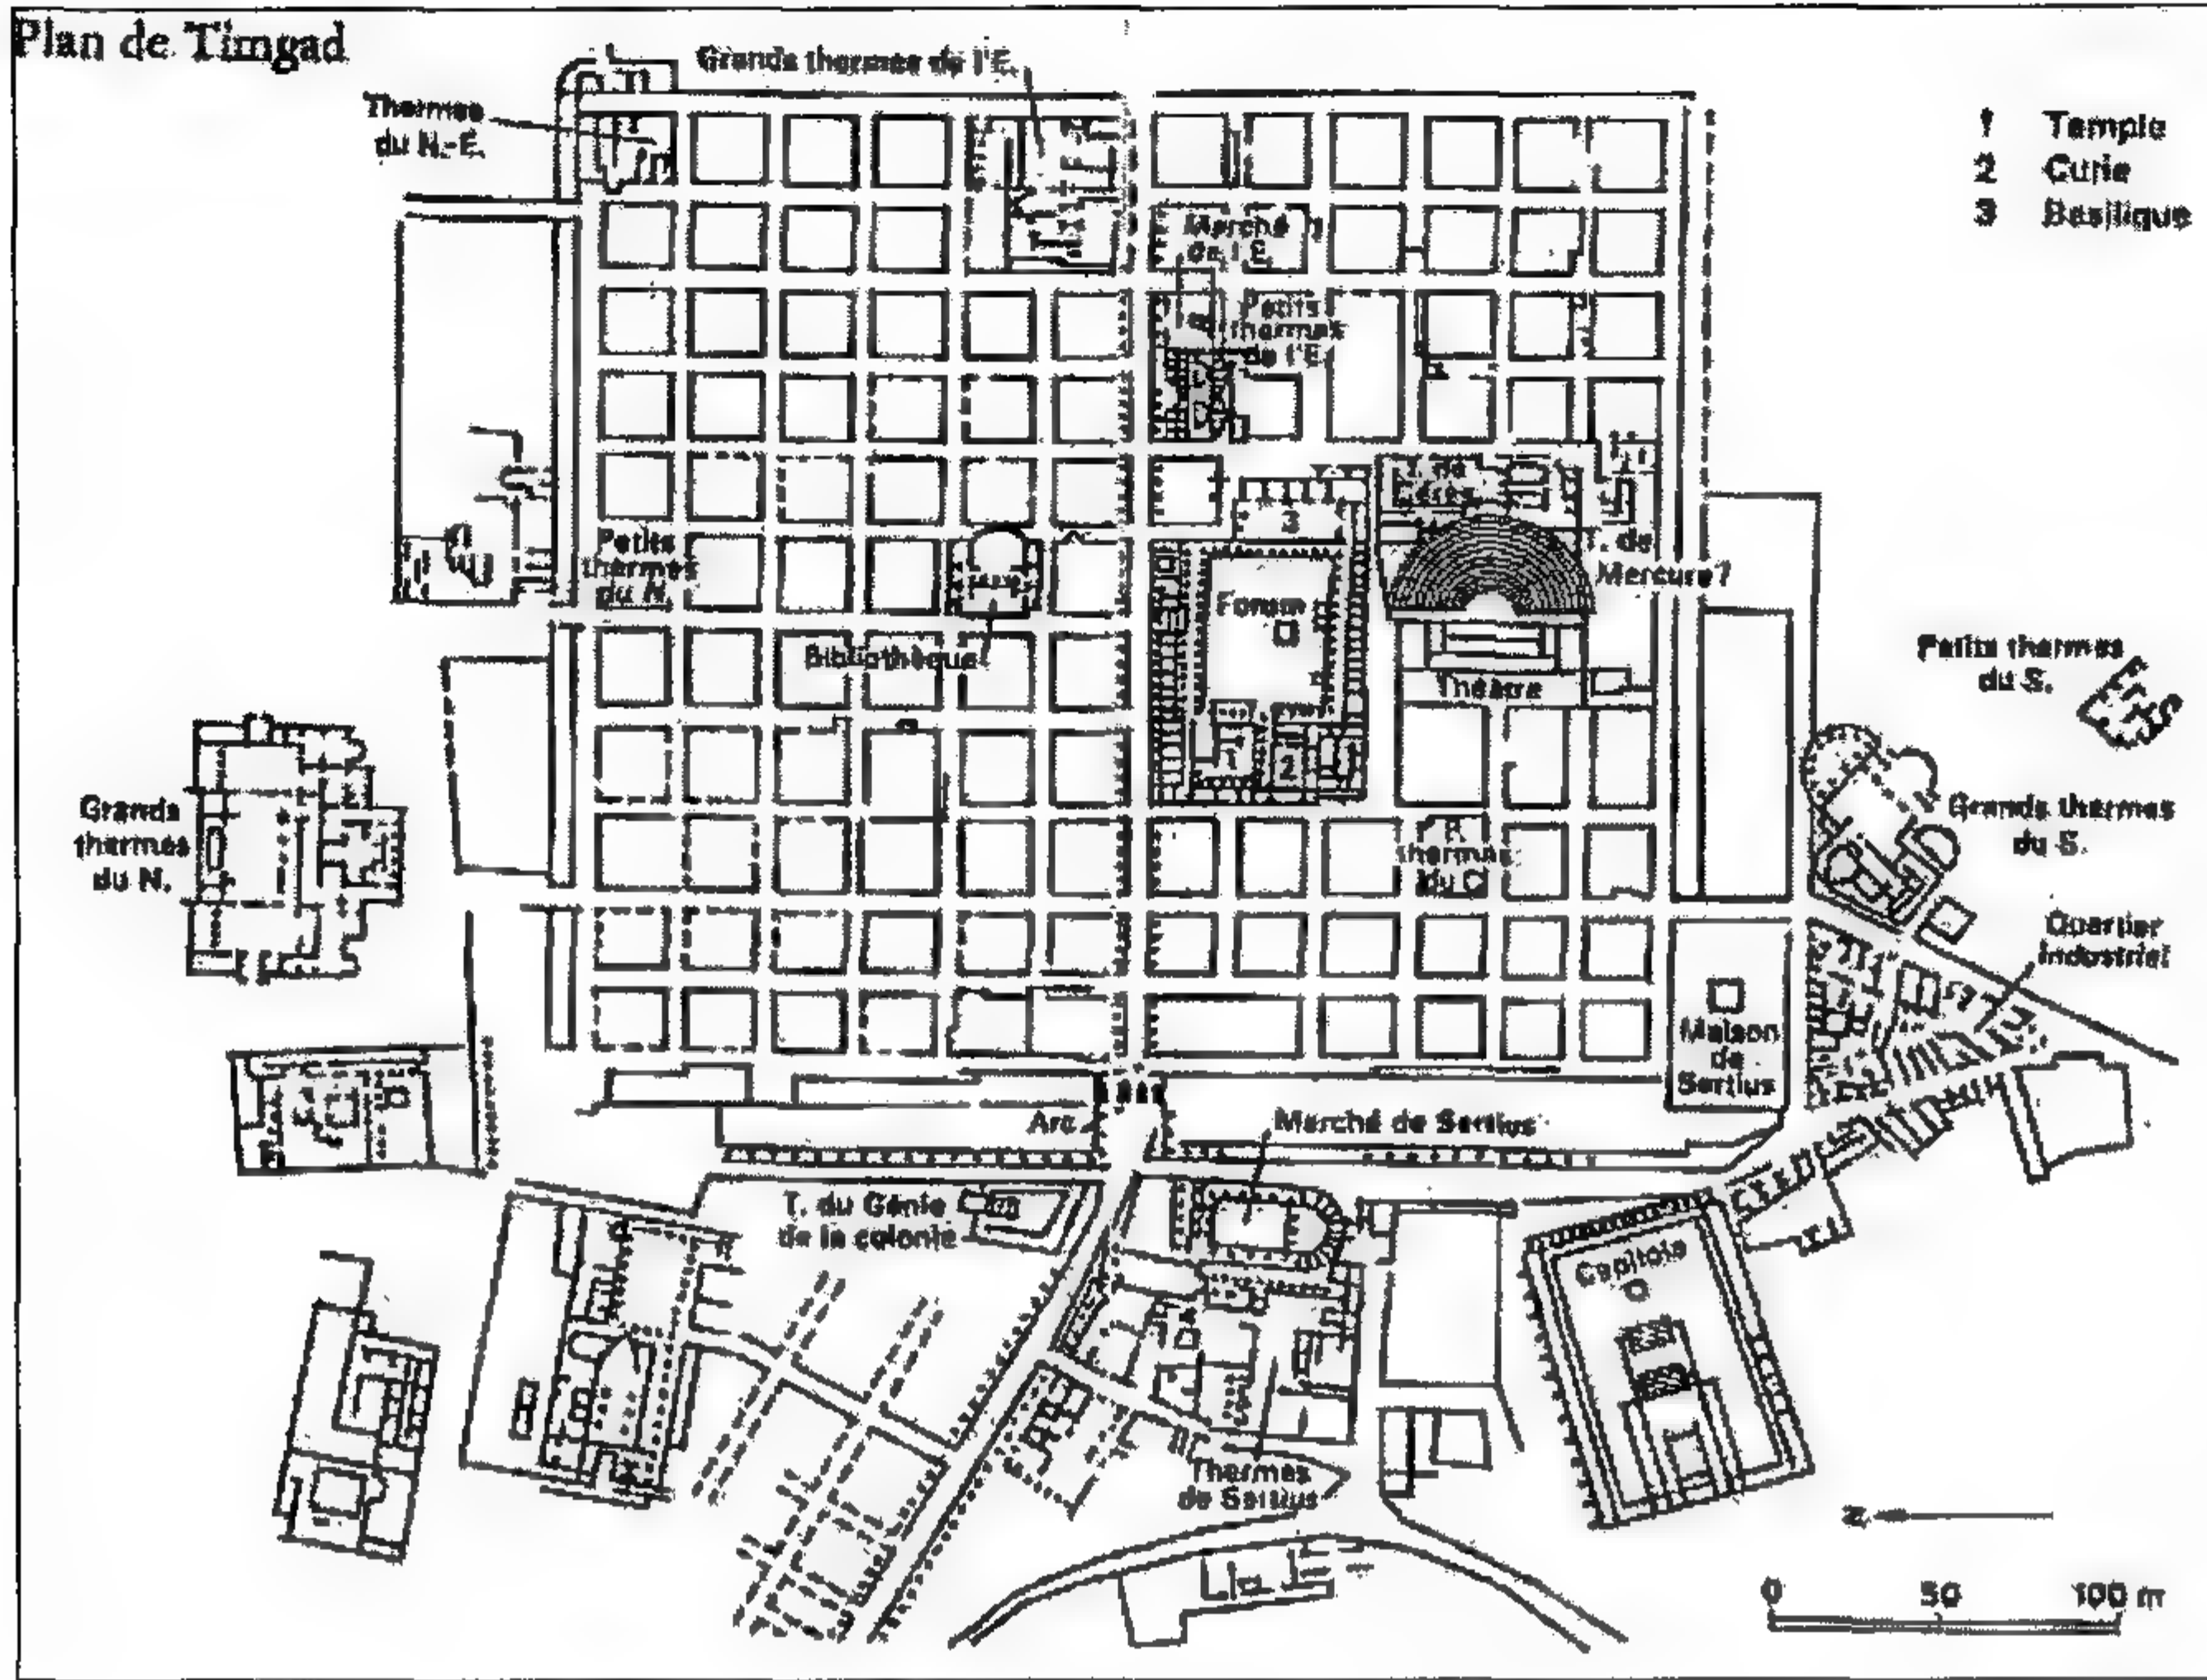 Plan de Timgad
Grands thermes de l'E.
Thermes
du N.-E.
1 Temple
2 Curie
3 Basilique
Marché
de l'E.
Petits
thermes
de l'E.
T. de
Cérès
3
Petits
thermes
du N.
T. de
Mercure?
Forum
Bibliothèque
Théâtre
Petits thermes
du S.
1
2
Grands
thermes
du N.
Grands thermes
du S.
P.
thermes
du O.
Quartier
industriel
Maison
de
Sertius
Arc
Marché de Sertius
T. du Génie
de la colonie
Capitole
Thermes
de Sertius
N
0 50 100 m